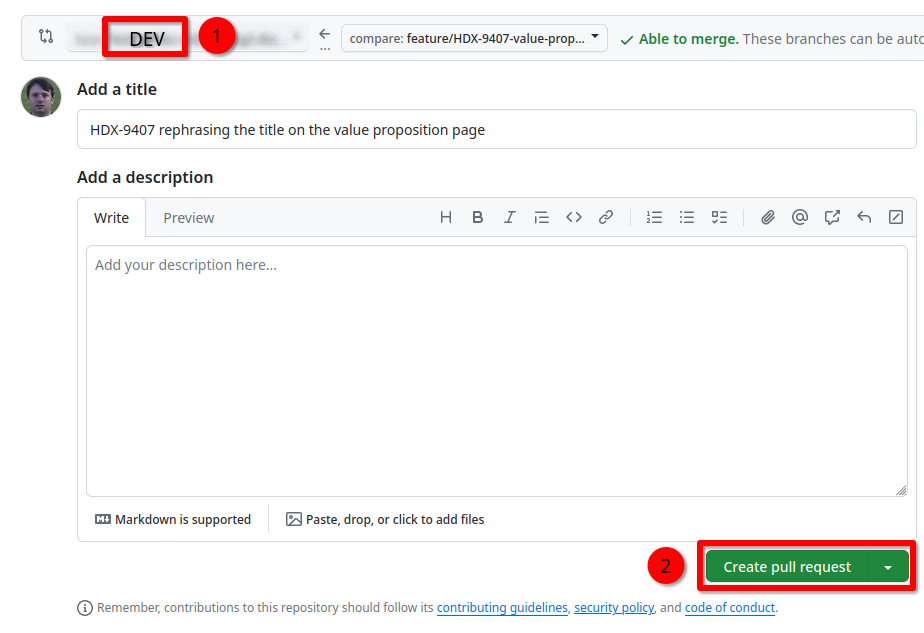 DEV 1 ← ... compare: feature/HDX-9407-value-prop... ✓ Able to merge. These branches can be auto
Add a title
HDX-9407 rephrasing the title on the value proposition page
Add a description
Write Preview H B I
Add your description here...
Markdown is supported Paste, drop, or click to add files
2 Create pull request
Remember, contributions to this repository should follow its contributing guidelines, security policy, and code of conduct.